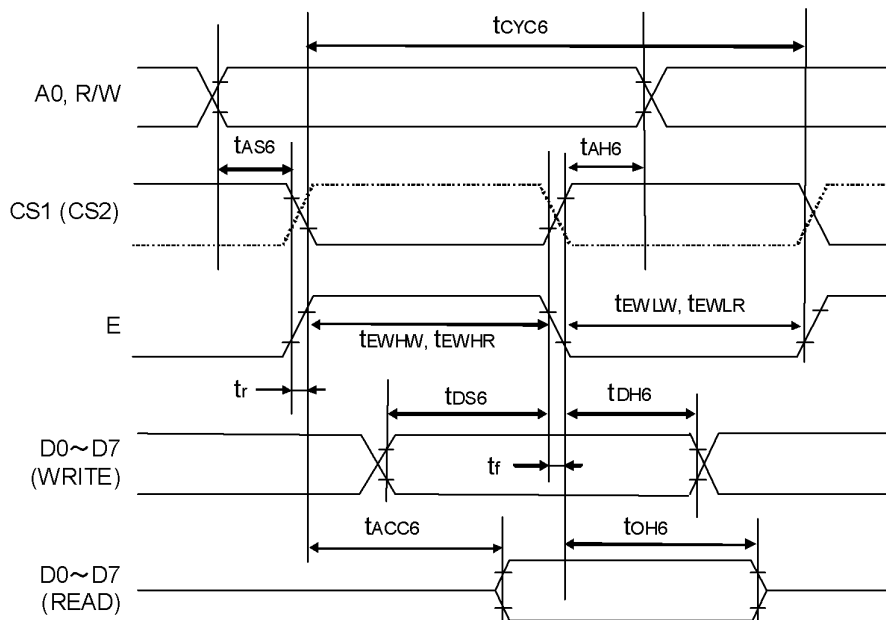 tCYC6
A0, R/W
tAS6
tAH6
CS1 (CS2)
E
tEWHW, tEWHR
tEWLW, tEWLR
tr
tDS6
tDH6
D0～D7
(WRITE)
tf
tACC6
tOH6
D0～D7
(READ)